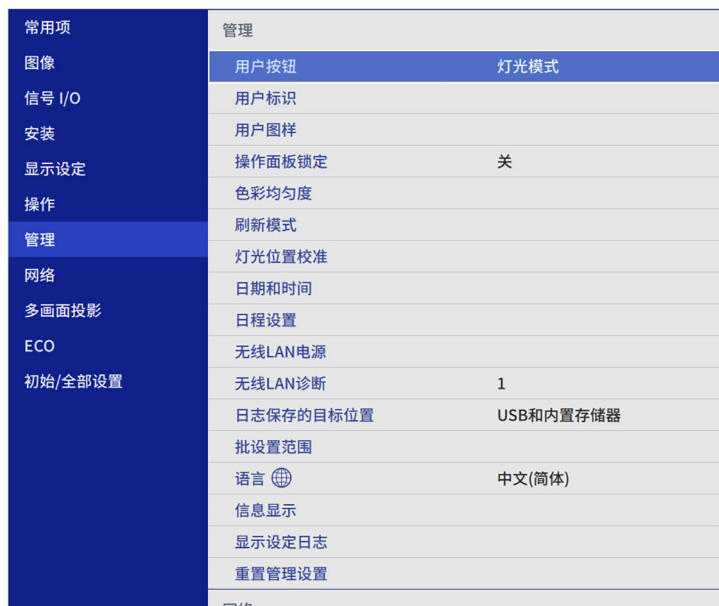 常用项
图像
信号 I/O
安装
显示设定
操作
管理
网络
多画面投影
ECO
初始/全部设置
管理
用户按钮 灯光模式
用户标识
用户图样
操作面板锁定 关
色彩均匀度
刷新模式
灯光位置校准
日期和时间
日程设置
无线LAN电源
无线LAN诊断 1
日志保存的目标位置 USB和内置存储器
批设置范围
语言 中文(简体)
信息显示
显示设定日志
重置管理设置